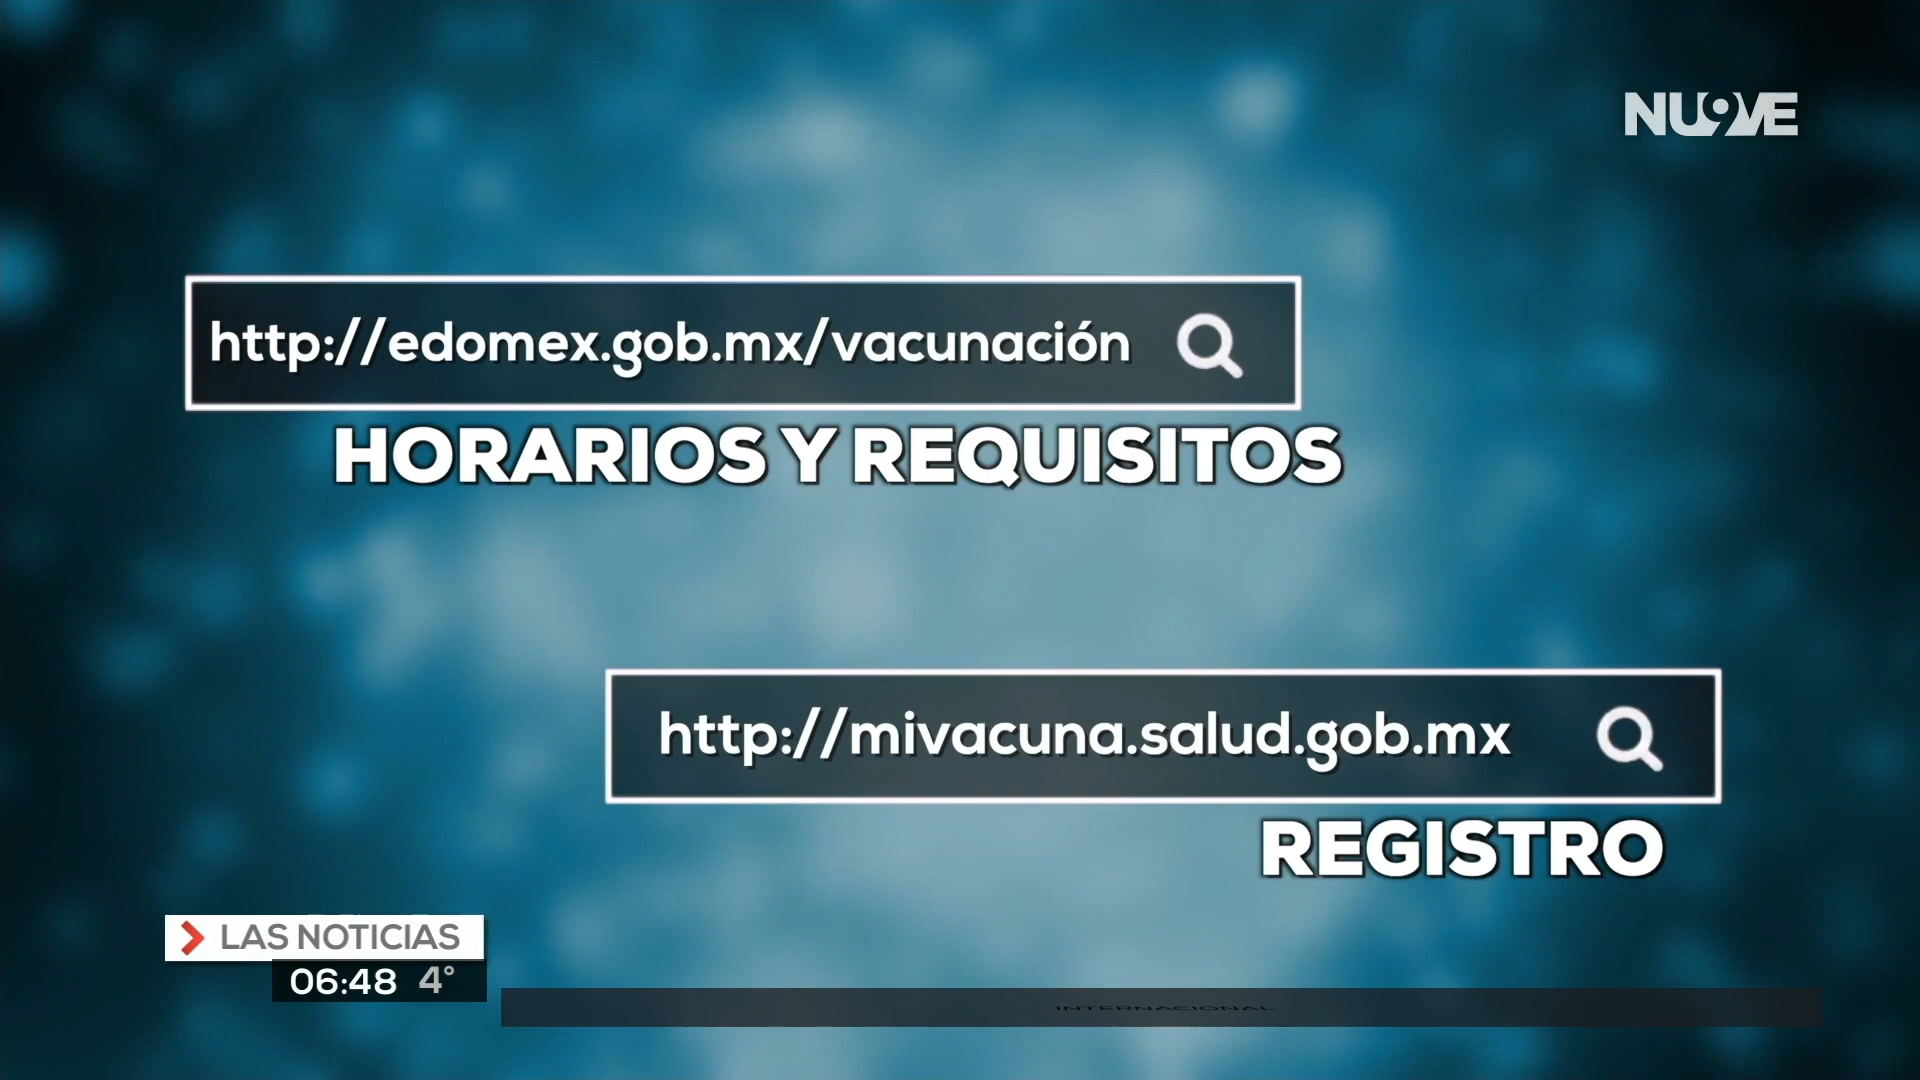 NU9VE
http://edomex.gob.mx/vacunación
HORARIOS Y REQUISITOS
http://mivacuna.salud.gob.mx
REGISTRO
LAS NOTICIAS
06:48 4°
INTERNACIONAL